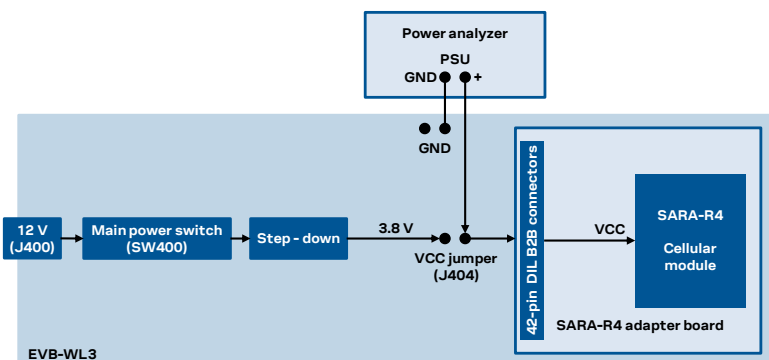 Power analyzer
PSU
GND
+
GND
12 V
(J400)
Main power switch
(SW400)
Step - down
3.8 V
VCC jumper
(J404)
42-pin DIL B2B connectors
VCC
SARA-R4
Cellular
module
SARA-R4 adapter board
EVB-WL3